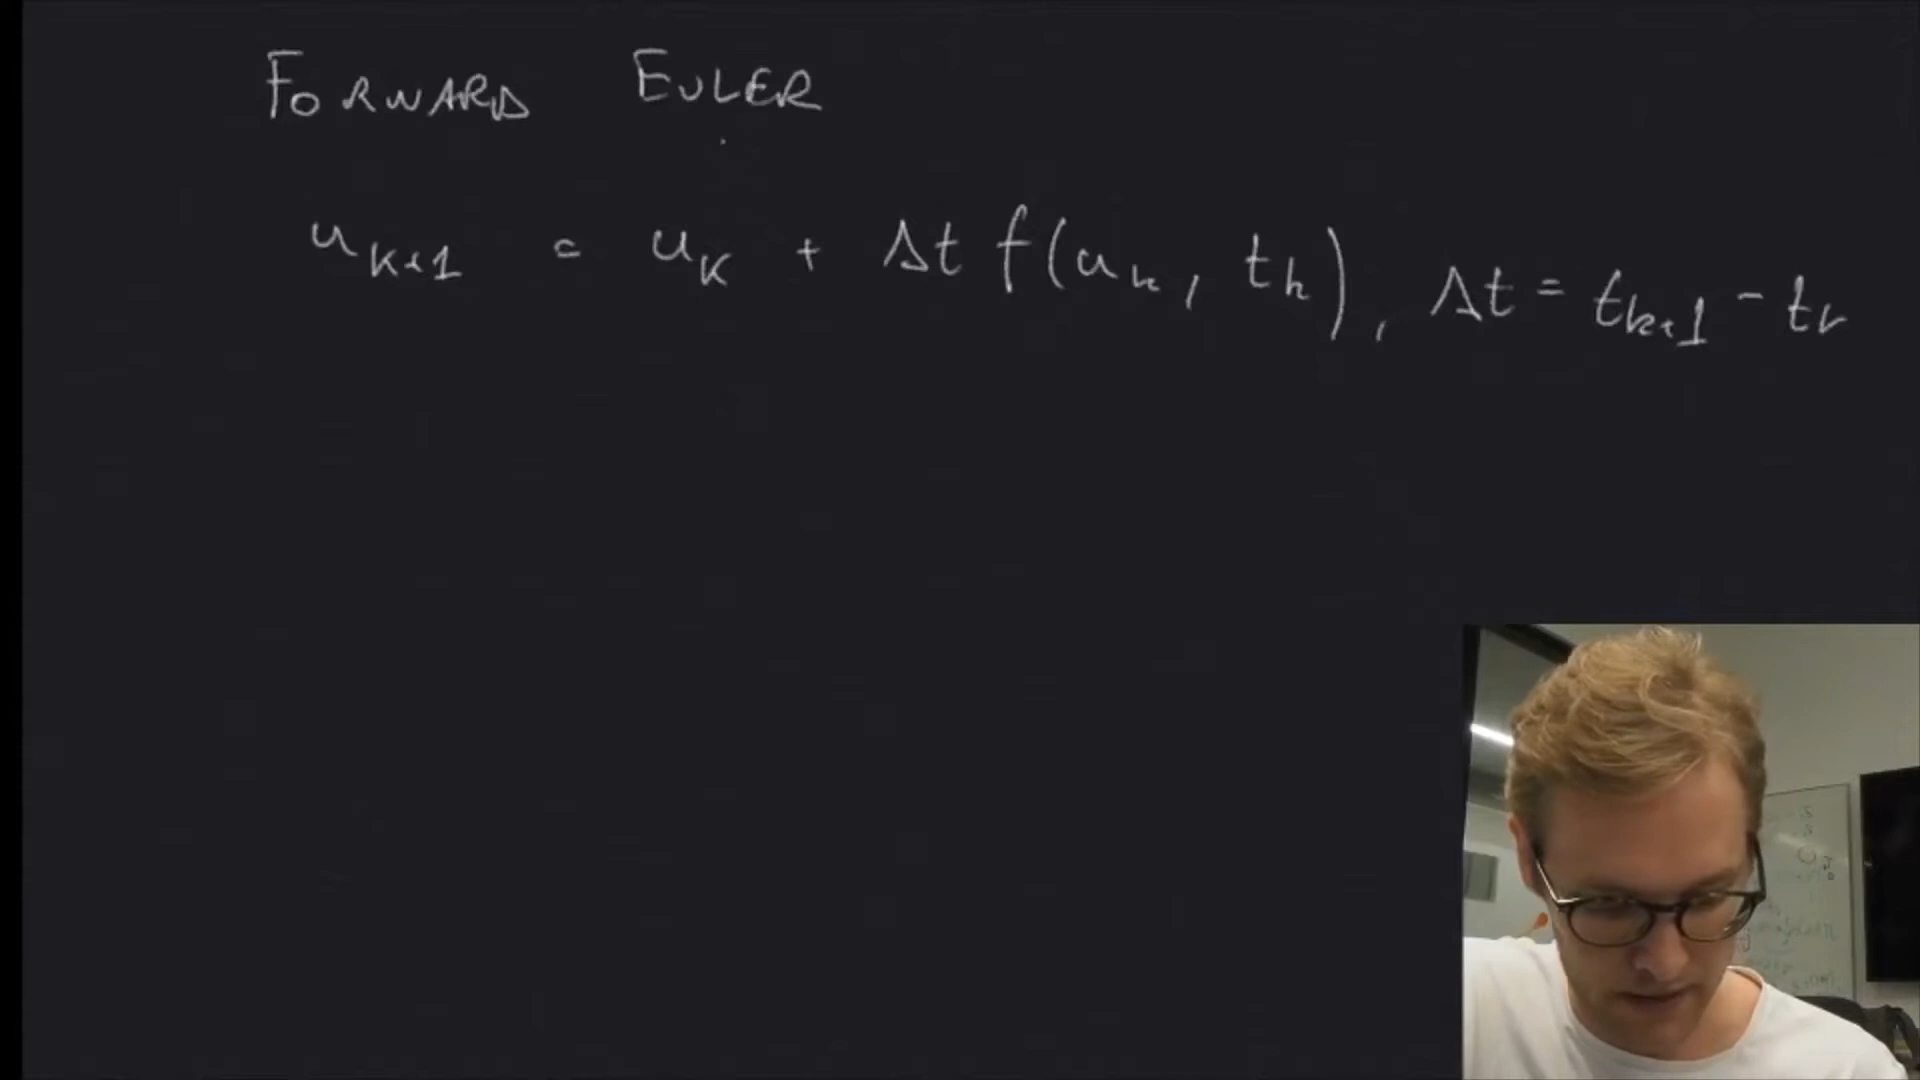 FORWARD EULER
u_{k+1} = u_k + Δt f(u_k, t_k), Δt = t_{k+1} - t_k